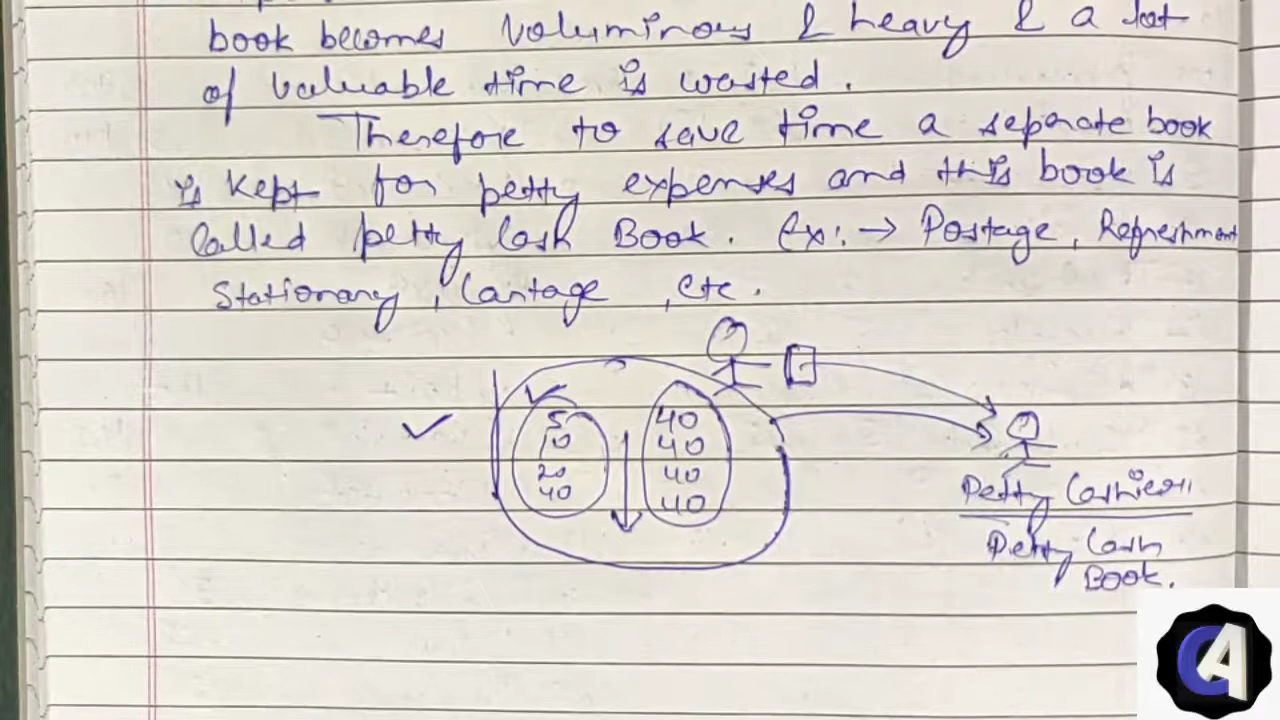 book becomes voluminous & heavy & a lot
of valuable time is wasted.
Therefore to save time a separate book
is kept for petty expenses and this book is
Called petty Cash Book. Ex:→ Postage, Refreshment
Stationary, Cartage, etc.
5
10
20
40
40
40
40
40
Petty Cashier
Petty Cash
Book.
CA